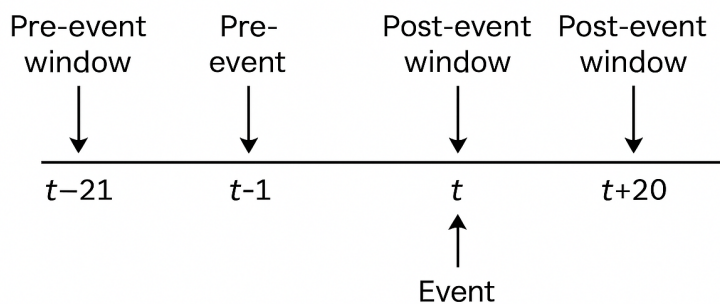 Pre-event
window
Pre-
event
Post-event
window
Post-event
window
t–21
t-1
t
t+20
Event